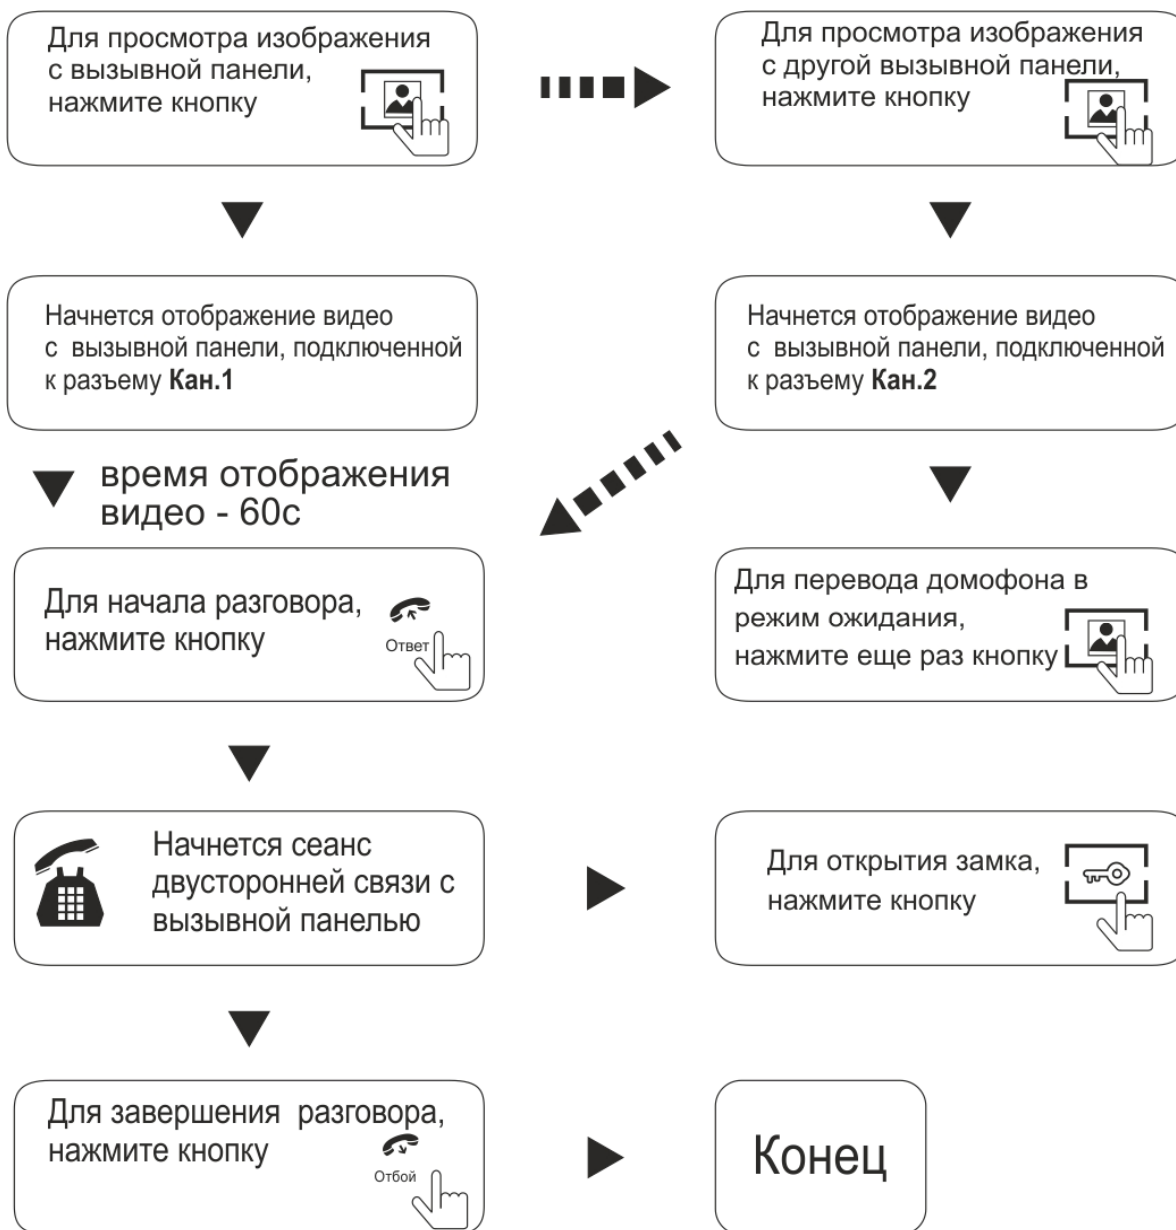 Для просмотра изображения
с вызывной панели,
нажмите кнопку
Для просмотра изображения
с другой вызывной панели,
нажмите кнопку
Начнется отображение видео
с вызывной панели, подключенной
к разъему Кан.1
Начнется отображение видео
с вызывной панели, подключенной
к разъему Кан.2
время отображения
видео - 60с
Для начала разговора,
нажмите кнопку
Ответ
Для перевода домофона в
режим ожидания,
нажмите еще раз кнопку
Начнется сеанс
двусторонней связи с
вызывной панелью
Для открытия замка,
нажмите кнопку
Для завершения разговора,
нажмите кнопку
Отбой
Конец